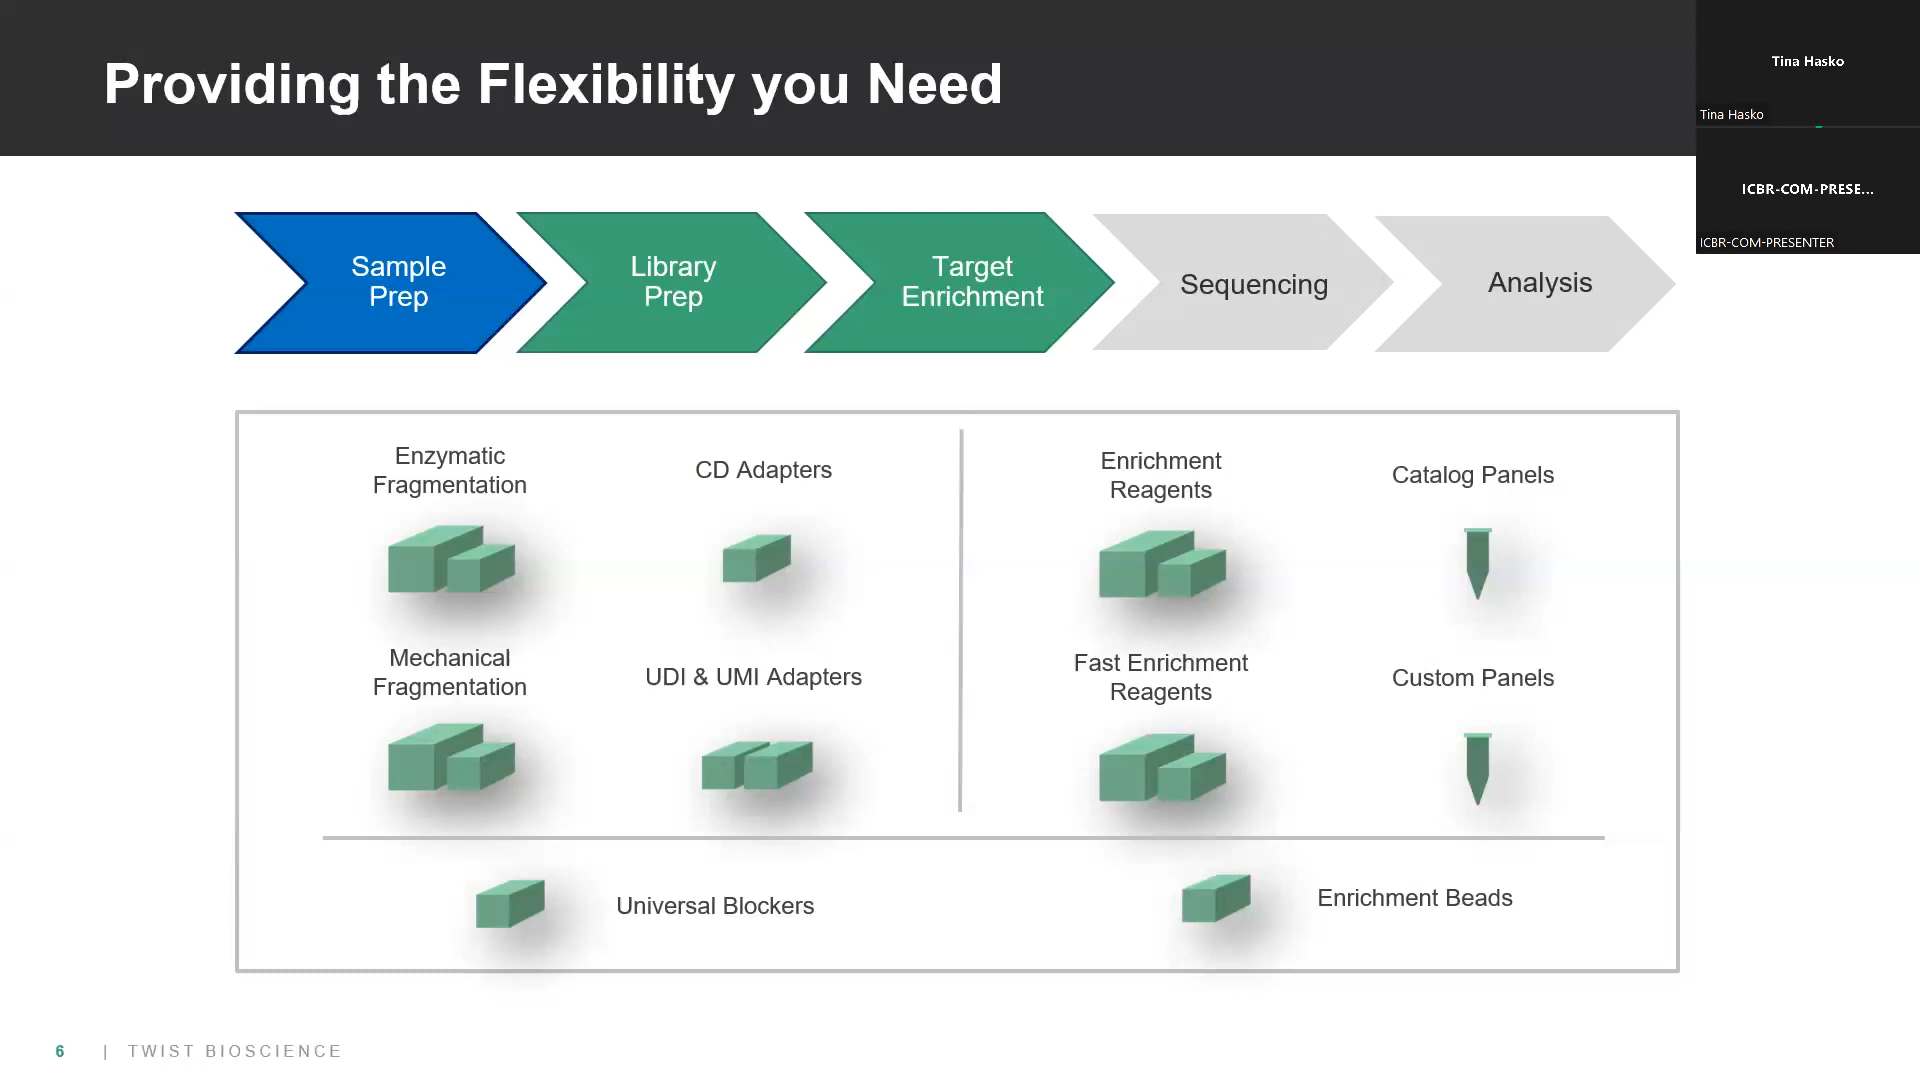 Providing the Flexibility you Need
Tina Hasko
Tina Hasko
ICBR-COM-PRESE...
ICBR-COM-PRESENTER
Sample
Prep
Library
Prep
Target
Enrichment
Sequencing
Analysis
Enzymatic
Fragmentation
CD Adapters
Enrichment
Reagents
Catalog Panels
Mechanical
Fragmentation
UDI & UMI Adapters
Fast Enrichment
Reagents
Custom Panels
Universal Blockers
Enrichment Beads
6 | TWIST BIOSCIENCE